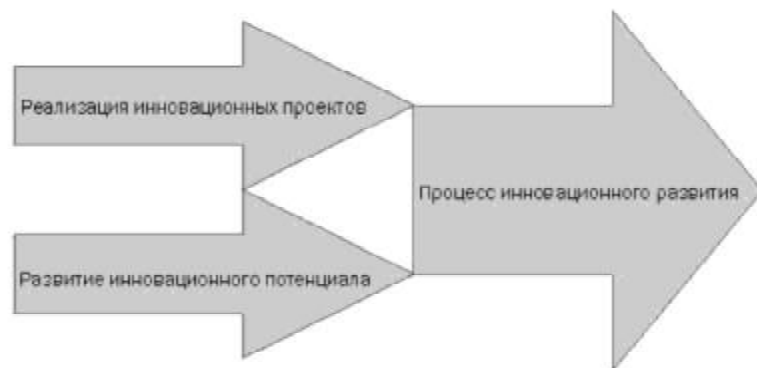 Реализация инновационных проектов
Процесс инновационного развития
Развитие инновационного потенциала